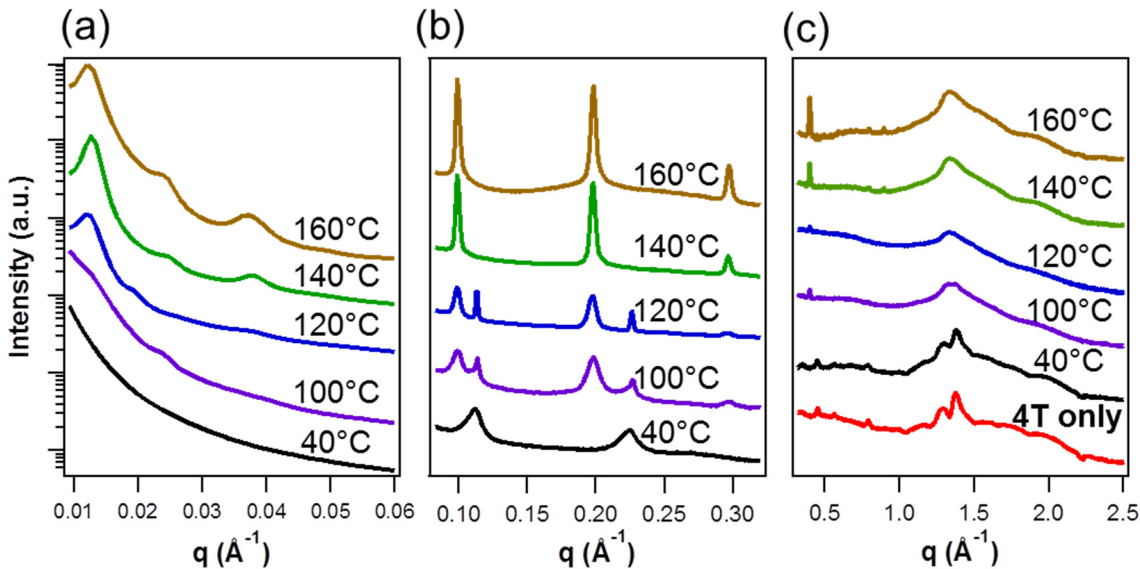 (a)
(b)
(c)
Intensity (a.u.)
160°C
140°C
120°C
100°C
40°C
0.01 0.02 0.03 0.04 0.05 0.06
q (Å⁻¹)
160°C
140°C
120°C
100°C
40°C
0.10 0.15 0.20 0.25 0.30
q (Å⁻¹)
160°C
140°C
120°C
100°C
40°C
4T only
0.5 1.0 1.5 2.0 2.5
q (Å⁻¹)